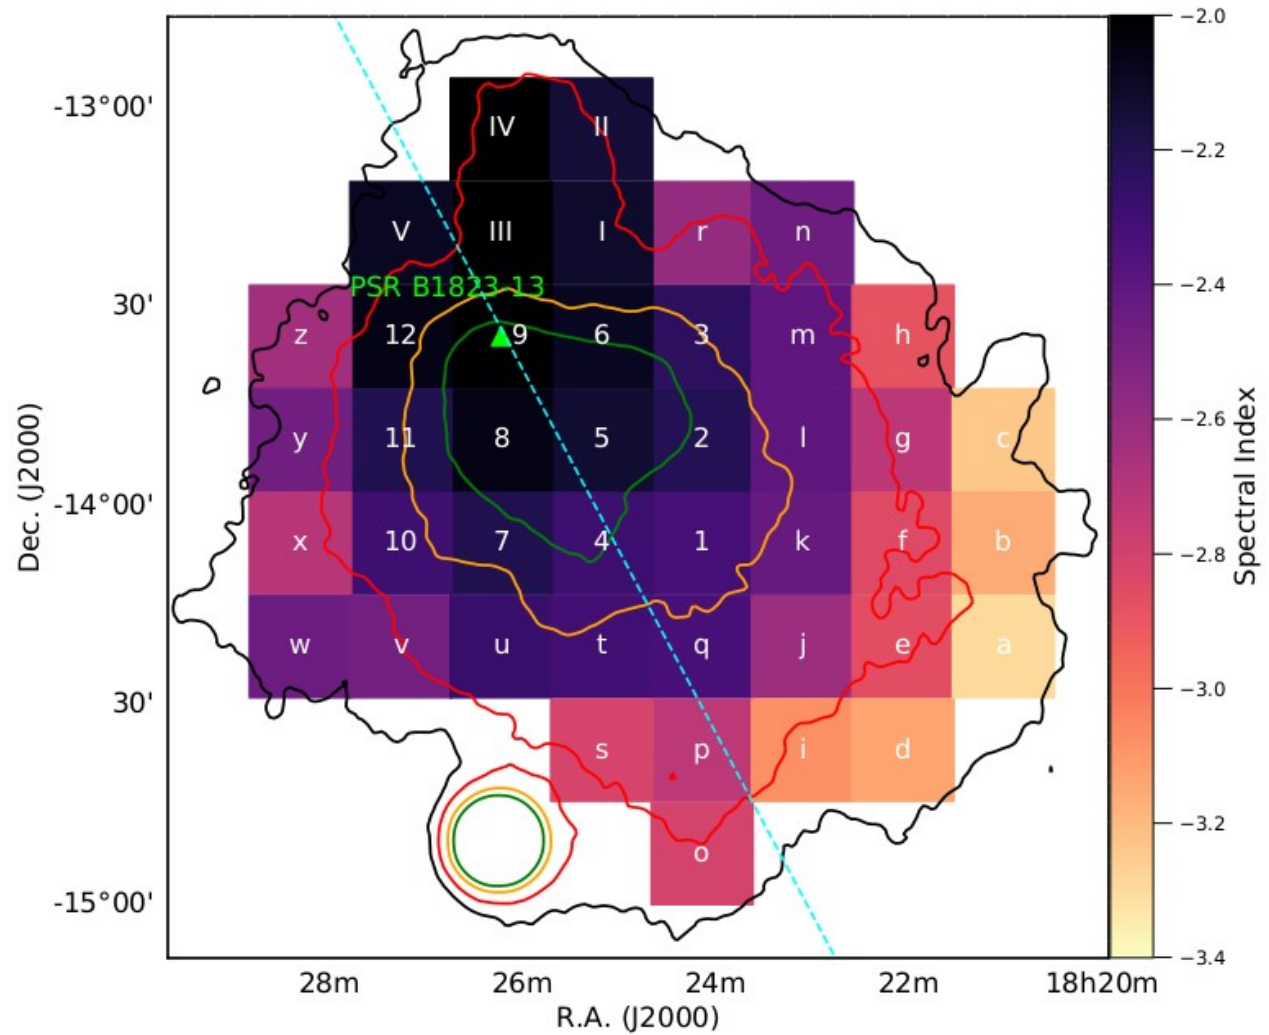 −2.0
-13°00'
IV II
−2.2
V III I r n
PSR B1823-13
−2.4
30'
z 12 9 6 3 m h
Spectral Index
−2.6
y 11 8 5 2 l g c
Dec. (J2000)
-14°00'
−2.8
x 10 7 4 1 k f b
w v u t q j e a
−3.0
30'
s p i d
−3.2
o
-15°00'
−3.4
28m 26m 24m 22m 18h20m
R.A. (J2000)